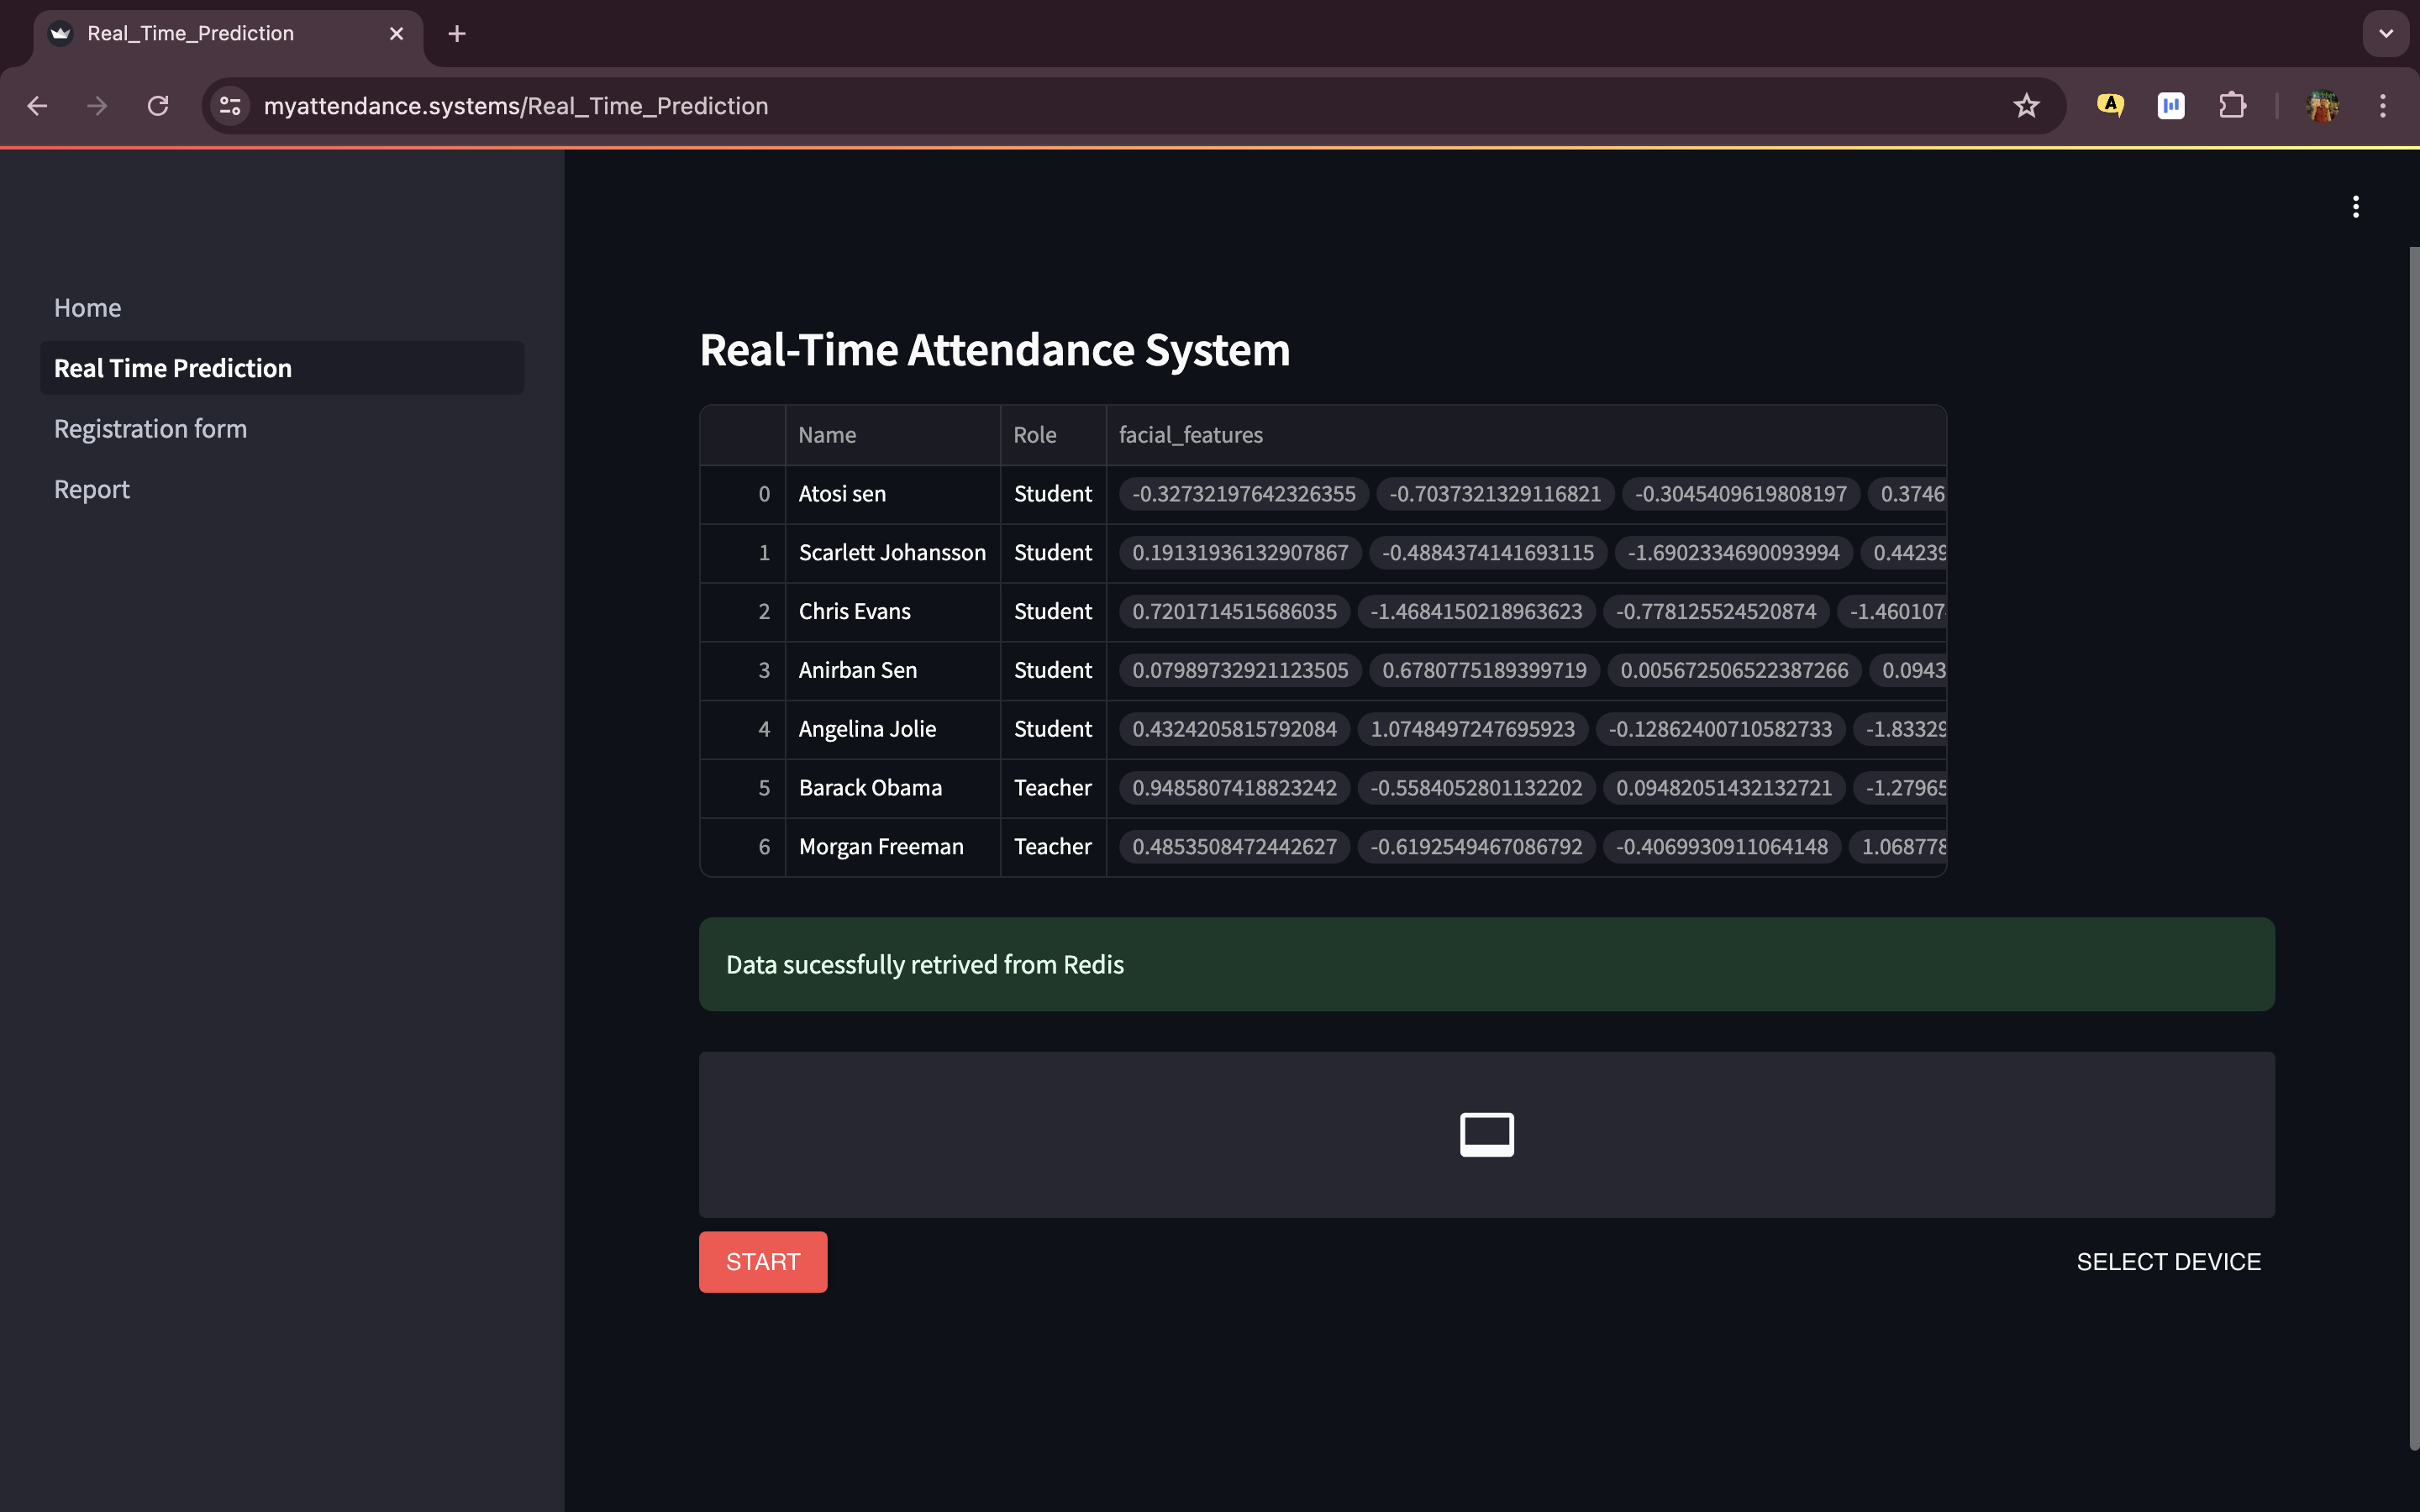 Real_Time_Prediction
myattendance.systems/Real_Time_Prediction
A
Home
Real Time Prediction
Registration form
Report
Real-Time Attendance System
Name Role facial_features
0 Atosi sen Student -0.32732197642326355 -0.7037321329116821 -0.3045409619808197 0.3746
1 Scarlett Johansson Student 0.19131936132907867 -0.4884374141693115 -1.6902334690093994 0.44239
2 Chris Evans Student 0.7201714515686035 -1.4684150218963623 -0.778125524520874 -1.460107
3 Anirban Sen Student 0.07989732921123505 0.6780775189399719 0.005672506522387266 0.0943
4 Angelina Jolie Student 0.4324205815792084 1.0748497247695923 -0.12862400710582733 -1.83329
5 Barack Obama Teacher 0.9485807418823242 -0.5584052801132202 0.09482051432132721 -1.27965
6 Morgan Freeman Teacher 0.4853508472442627 -0.6192549467086792 -0.4069930911064148 1.068778
Data sucessfully retrived from Redis
START SELECT DEVICE